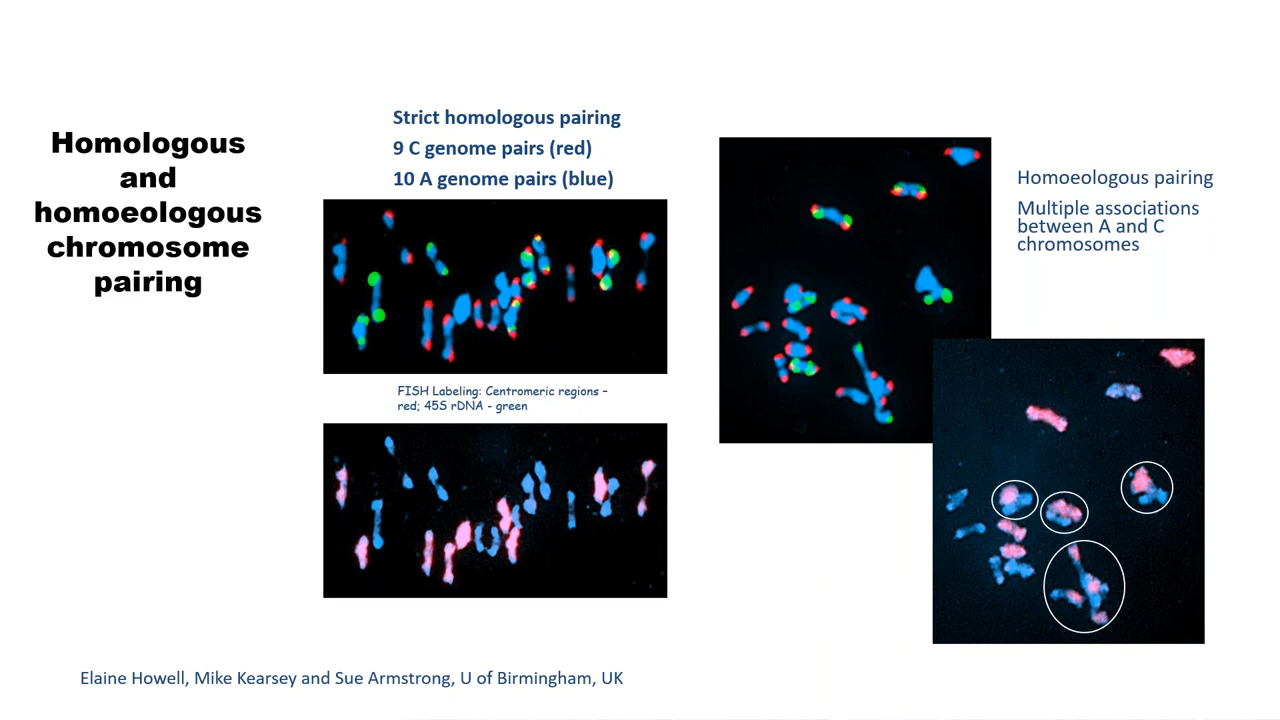 Homologous
and
homoeologous
chromosome
pairing
Strict homologous pairing
9 C genome pairs (red)
10 A genome pairs (blue)
FISH Labeling: Centromeric regions –
red; 45S rDNA - green
Homoeologous pairing
Multiple associations
between A and C
chromosomes
Elaine Howell, Mike Kearsey and Sue Armstrong, U of Birmingham, UK